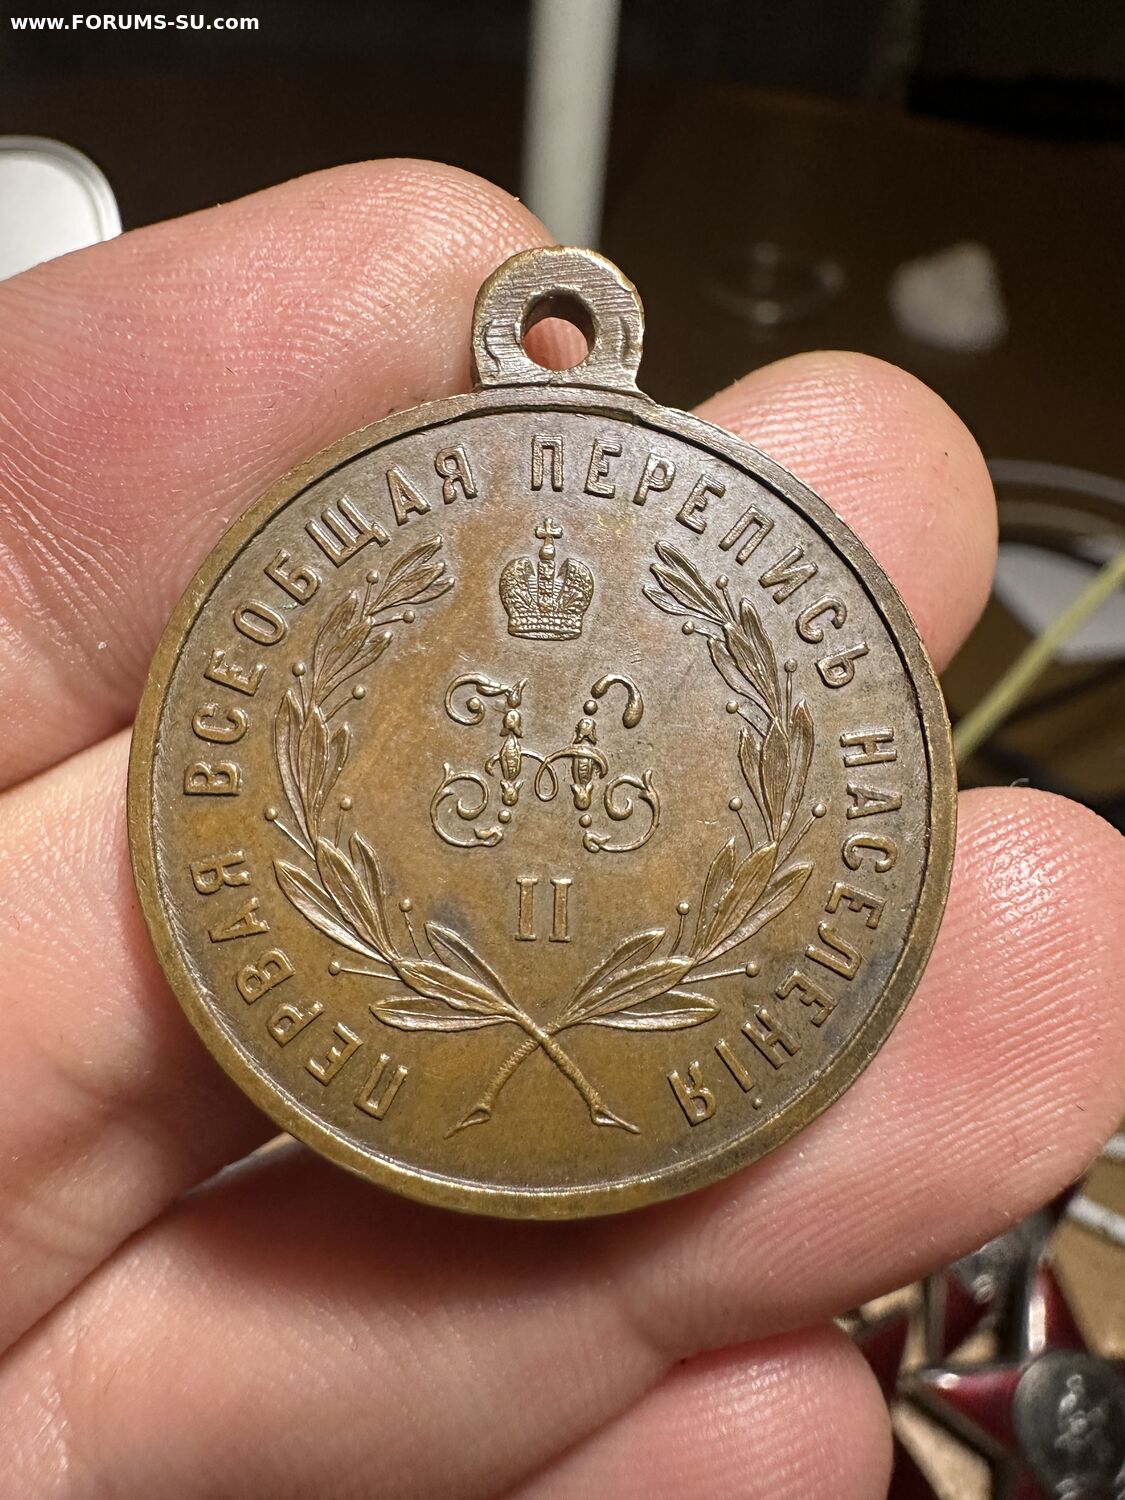 www.FORUMS-SU.com
ПЕРВАЯ ВСЕОБЩАЯ ПЕРЕПИСЬ НАСЕЛЕНІЯ
Н
II